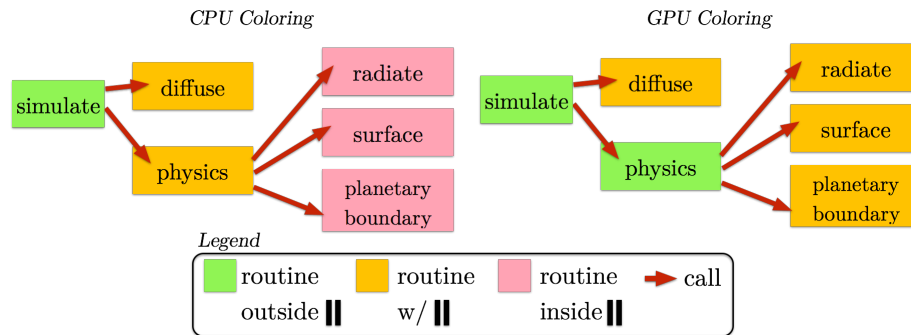 CPU Coloring
simulate
diffuse
physics
radiate
surface
planetary
boundary
GPU Coloring
simulate
diffuse
physics
radiate
surface
planetary
boundary
Legend
routine
outside
routine
w/
routine
inside
call